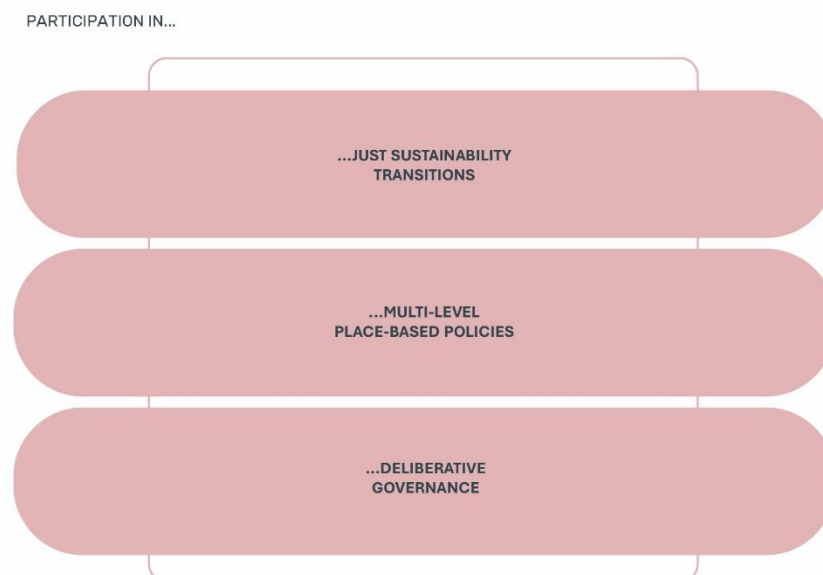 PARTICIPATION IN...
...JUST SUSTAINABILITY
TRANSITIONS
...MULTI-LEVEL
PLACE-BASED POLICIES
...DELIBERATIVE
GOVERNANCE